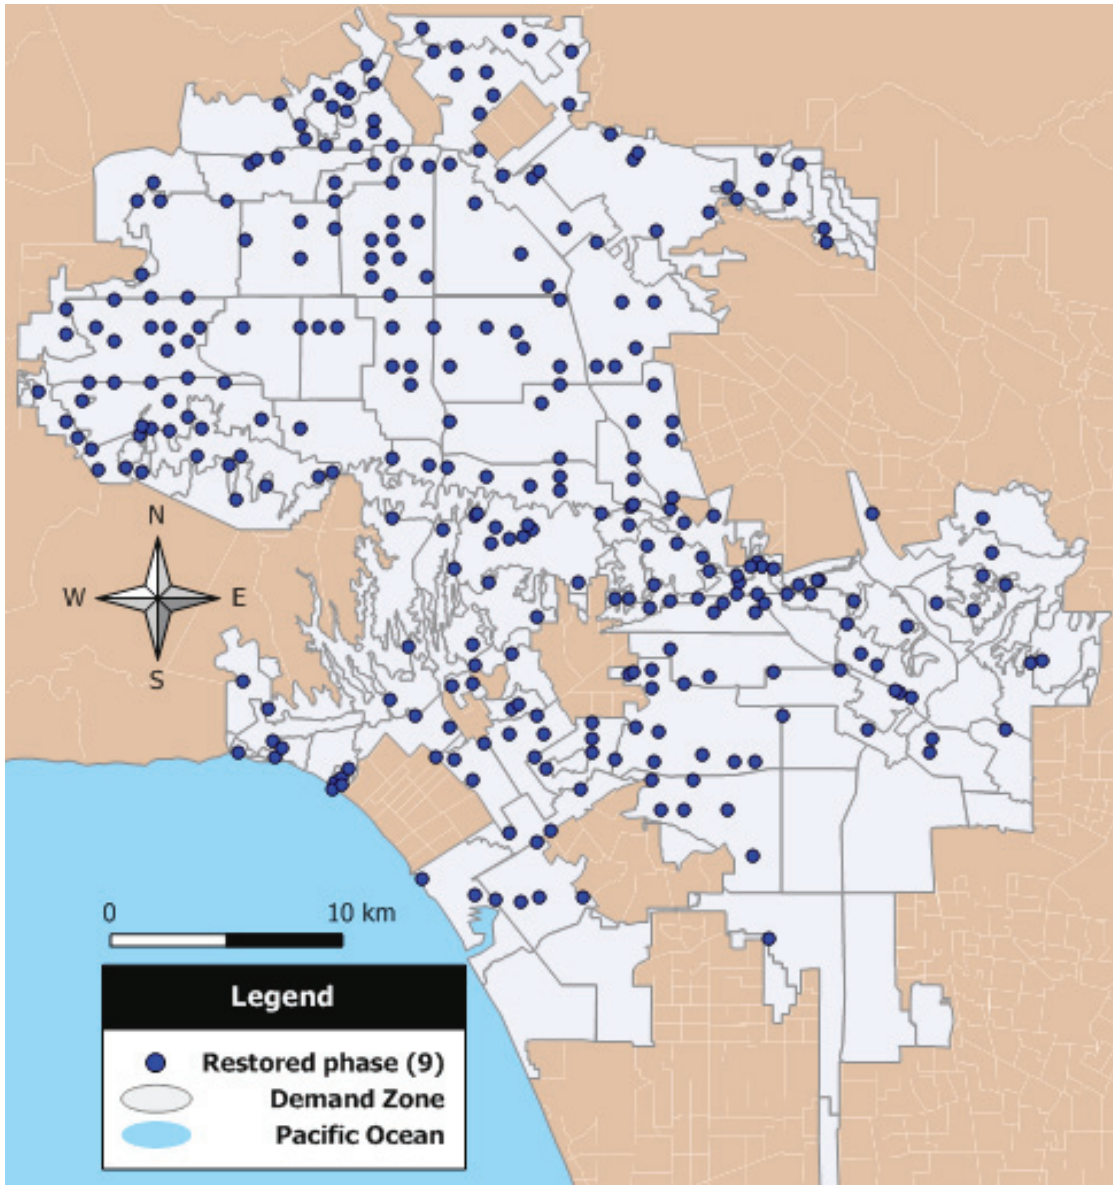 N
W E
S
0 10 km
Legend
Restored phase (9)
Demand Zone
Pacific Ocean